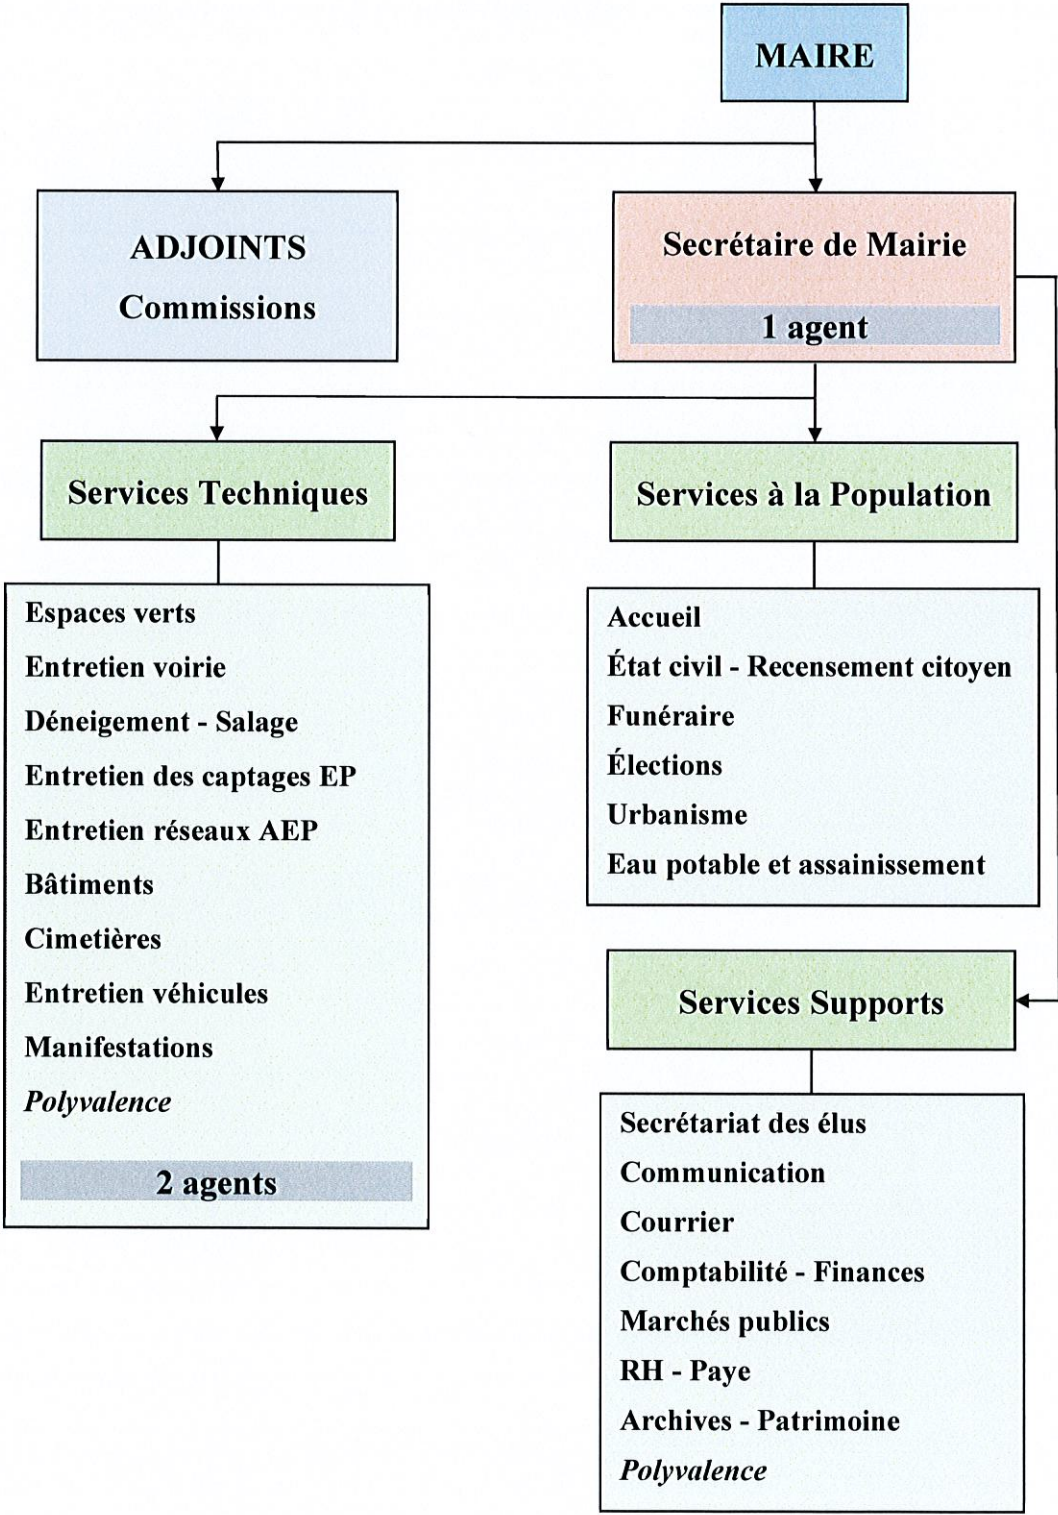 MAIRE
ADJOINTS
Commissions
Secrétaire de Mairie
1 agent
Services Techniques
Espaces verts
Entretien voirie
Déneigement - Salage
Entretien des captages EP
Entretien réseaux AEP
Bâtiments
Cimetières
Entretien véhicules
Manifestations
Polyvalence
2 agents
Services à la Population
Accueil
État civil - Recensement citoyen
Funéraire
Élections
Urbanisme
Eau potable et assainissement
Services Supports
Secrétariat des élus
Communication
Courrier
Comptabilité - Finances
Marchés publics
RH - Paye
Archives - Patrimoine
Polyvalence